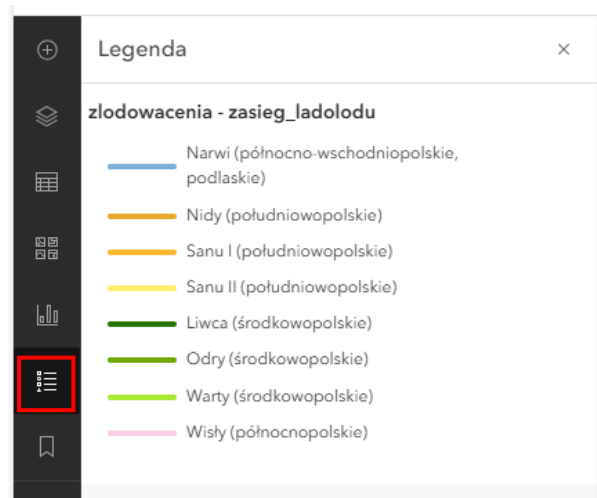 Legenda
zlodowacenia - zasieg_ladolodu
Narwi (północno-wschodniopolskie,
podlaskie)
Nidy (południowopolskie)
Sanu I (południowopolskie)
Sanu II (południowopolskie)
Liwca (środkowopolskie)
Odry (środkowopolskie)
Warty (środkowopolskie)
Wisły (północnopolskie)